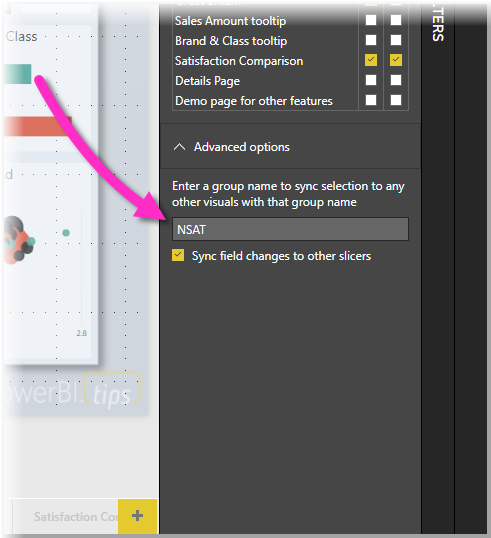 Class
Sales Amount tooltip
Brand & Class tooltip
Satisfaction Comparison
Details Page
Demo page for other features
Advanced options
Enter a group name to sync selection to any
other visuals with that group name
NSAT
Sync field changes to other slicers
d
2.8
owerBI.tips
Satisfaction Co
+
LTERS